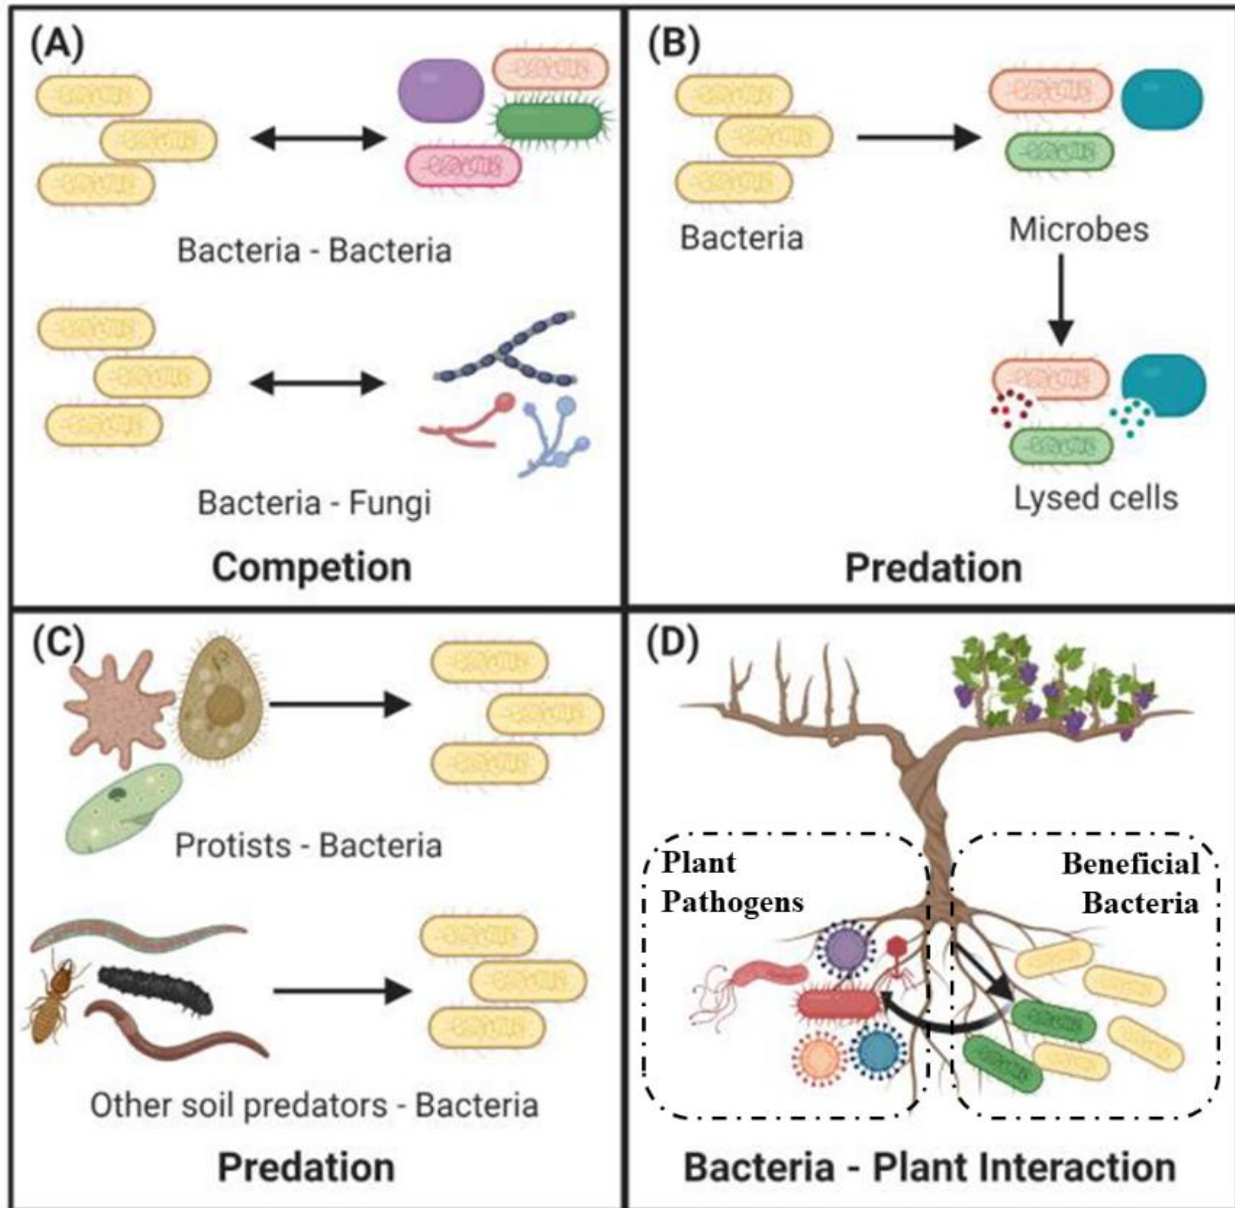 (A)
Bacteria - Bacteria
Bacteria - Fungi
Competion
(B)
Bacteria
Microbes
Lysed cells
Predation
(C)
Protists - Bacteria
Other soil predators - Bacteria
Predation
(D)
Plant
Pathogens
Beneficial
Bacteria
Bacteria - Plant Interaction